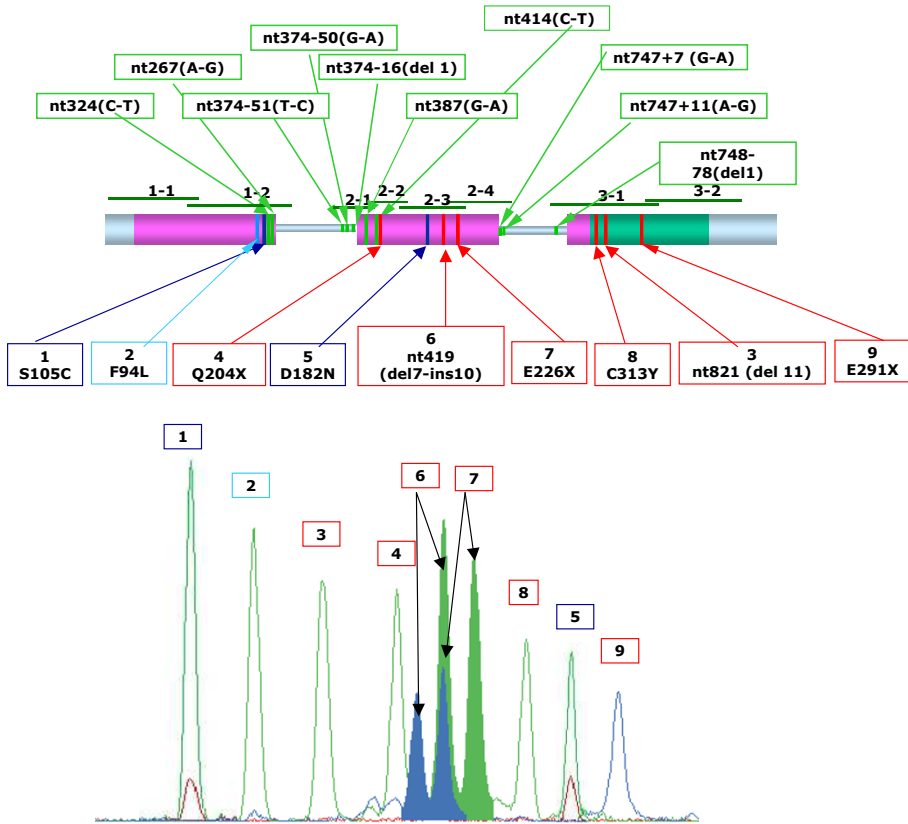 nt414(C-T)
nt374-50(G-A)
nt747+7 (G-A)
nt267(A-G)
nt374-16(del 1)
nt324(C-T)
nt374-51(T-C)
nt387(G-A)
nt747+11(A-G)
nt748-
78(del1)
1-1
1-2
2-1
2-2
2-3
2-4
3-1
3-2
1
S105C
2
F94L
4
Q204X
5
D182N
6
nt419
(del7-ins10)
7
E226X
8
C313Y
3
nt821 (del 11)
9
E291X
1
2
3
4
6
7
8
5
9